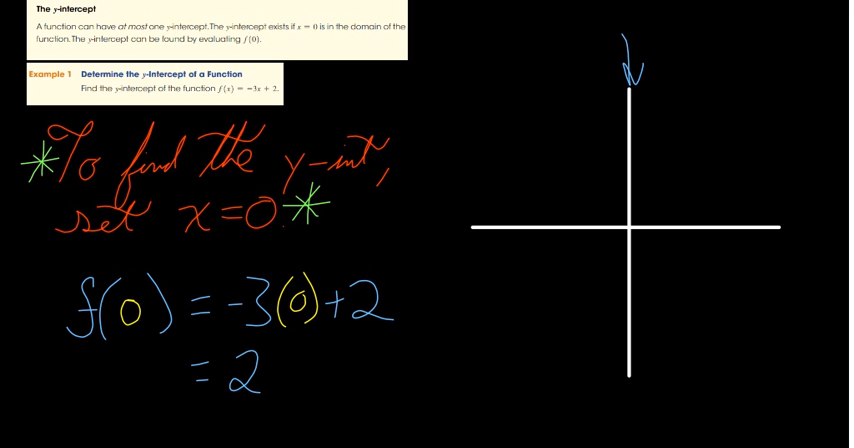 The y-intercept
A function can have at most one y-intercept. The y-intercept exists if x = 0 is in the domain of the
function. The y-intercept can be found by evaluating f(0).
Example 1 Determine the y-Intercept of a Function
Find the y-intercept of the function f(x) = −3x + 2.
*To find the y-int,
set x=0.*
f(0) = -3(0)+2
= 2